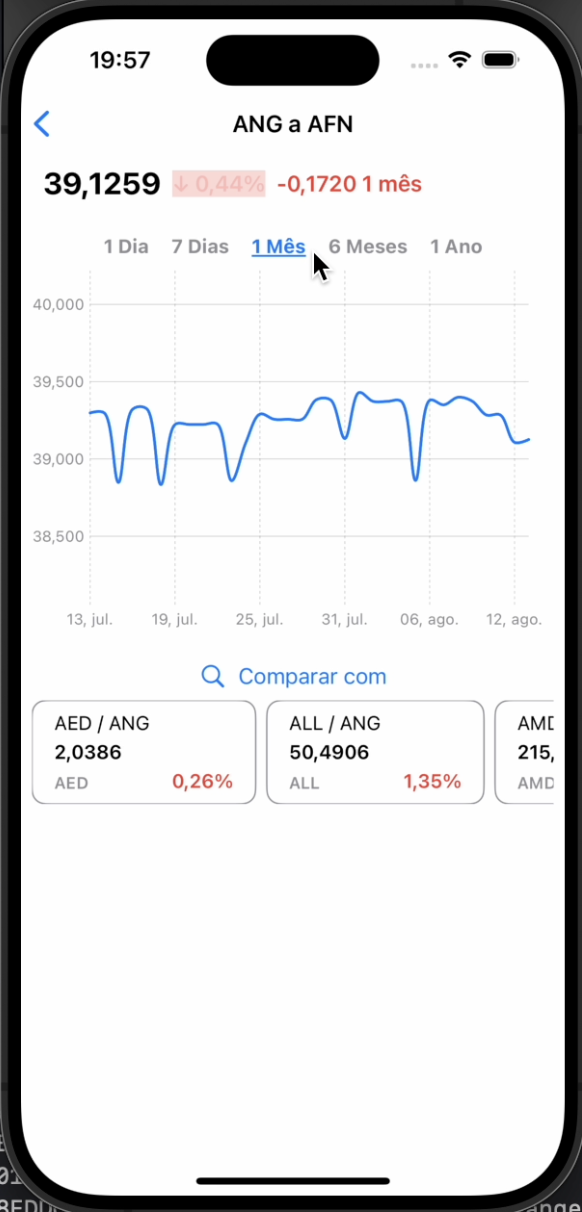 19:57
ANG a AFN
39,1259 ↓ 0,44% -0,1720 1 mês
1 Dia 7 Dias 1 Mês 6 Meses 1 Ano
40,000
39,500
39,000
38,500
13, jul. 19, jul. 25, jul. 31, jul. 06, ago. 12, ago.
Comparar com
AED / ANG
2,0386
AED 0,26%
ALL / ANG
50,4906
ALL 1,35%
AMD
215,
AMD